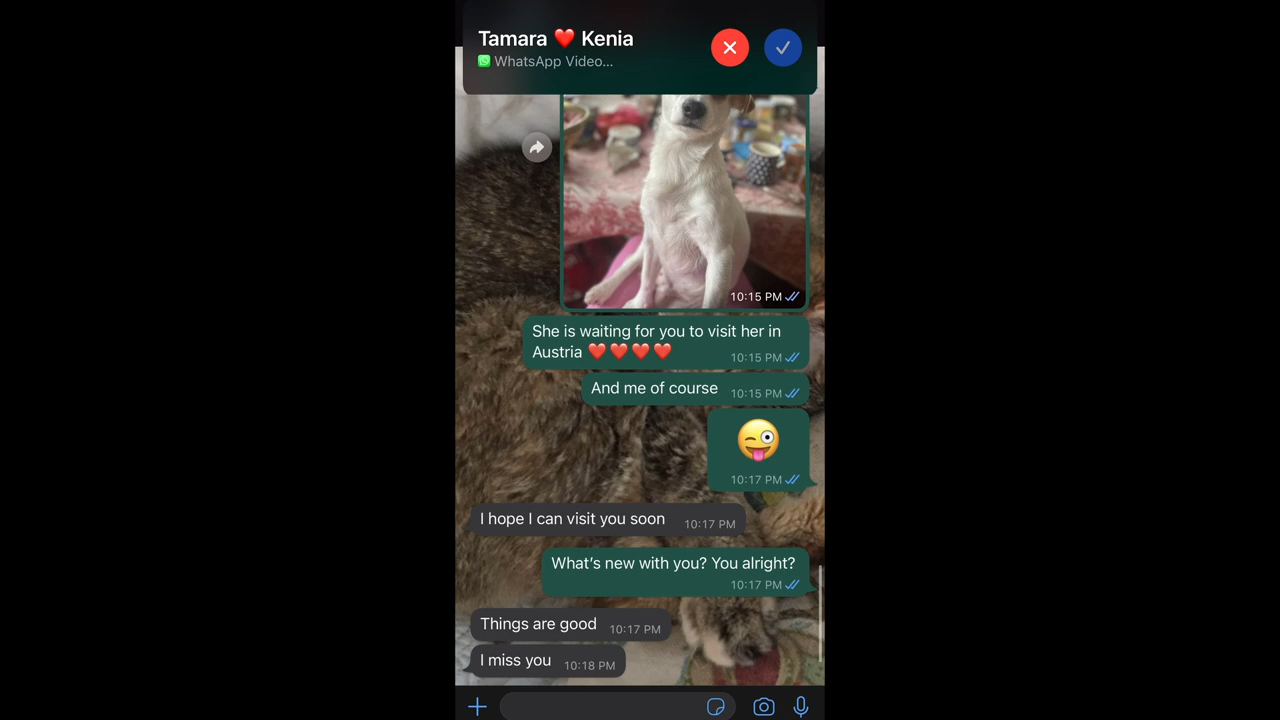 Tamara ❤️ Kenia
WhatsApp Video...
10:15 PM
She is waiting for you to visit her in
Austria ❤️❤️❤️❤️ 10:15 PM
And me of course 10:15 PM
😜
10:17 PM
I hope I can visit you soon 10:17 PM
What's new with you? You alright?
10:17 PM
Things are good 10:17 PM
I miss you 10:18 PM